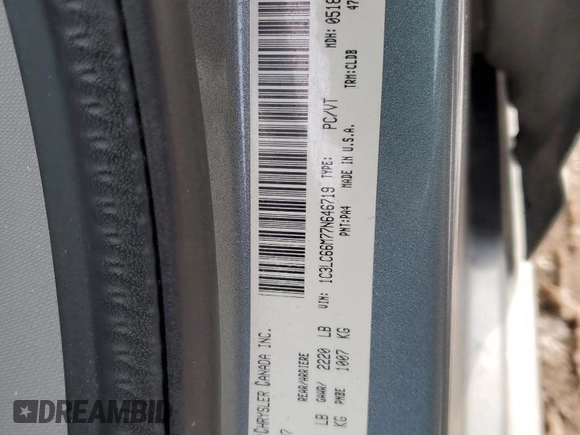 CHRYSLER CANADA INC.
REAR/ARRIERE
LB GAWR/ 2220 LB
KG PNBE 1007 KG
VIN: 1C3LC66M77N646719 TYPE: PC/VT MDH: 0518
PNT:PA4 MADE IN U.S.A. TRM:CLDB 47
DREAMBID